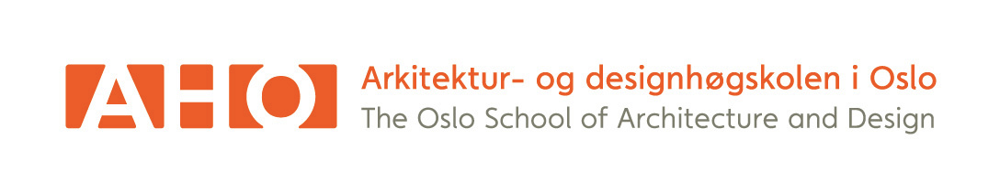 AHO
Arkitektur- og designhøgskolen i Oslo
The Oslo School of Architecture and Design